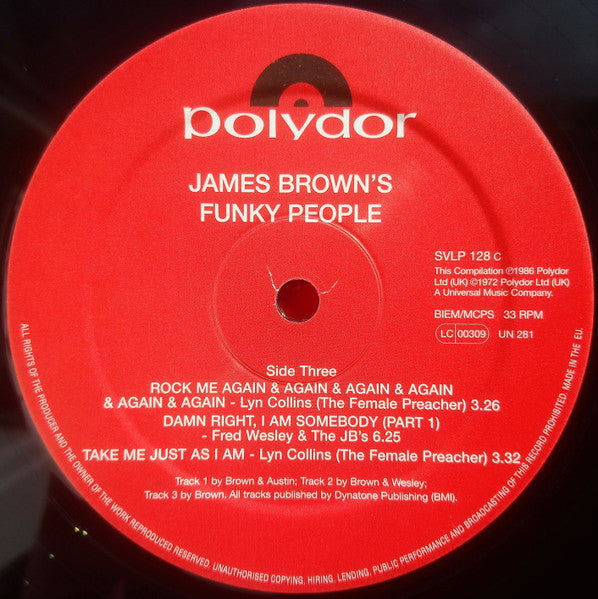 polydor
JAMES BROWN'S
FUNKY PEOPLE
SVLP 128 C
This Compilation ℗1986 Polydor
Ltd (UK) ©1972 Polydor Ltd (UK)
A Universal Music Company.
BIEM/MCPS 33 RPM
LC 00309 UN 281
Side Three
ROCK ME AGAIN & AGAIN & AGAIN & AGAIN
& AGAIN & AGAIN - Lyn Collins (The Female Preacher) 3.26
DAMN RIGHT, I AM SOMEBODY (PART 1)
- Fred Wesley & The JB's 6.25
TAKE ME JUST AS I AM - Lyn Collins (The Female Preacher) 3.32
Track 1 by Brown & Austin; Track 2 by Brown & Wesley;
Track 3 by Brown. All tracks published by Dynatone Publishing (BMI).
ALL RIGHTS OF THE PRODUCER AND THE OWNER OF THE WORK REPRODUCED RESERVED. UNAUTHORISED COPYING, HIRING, LENDING, PUBLIC PERFORMANCE AND BROADCASTING OF THIS RECORD PROHIBITED. MADE IN THE EU.